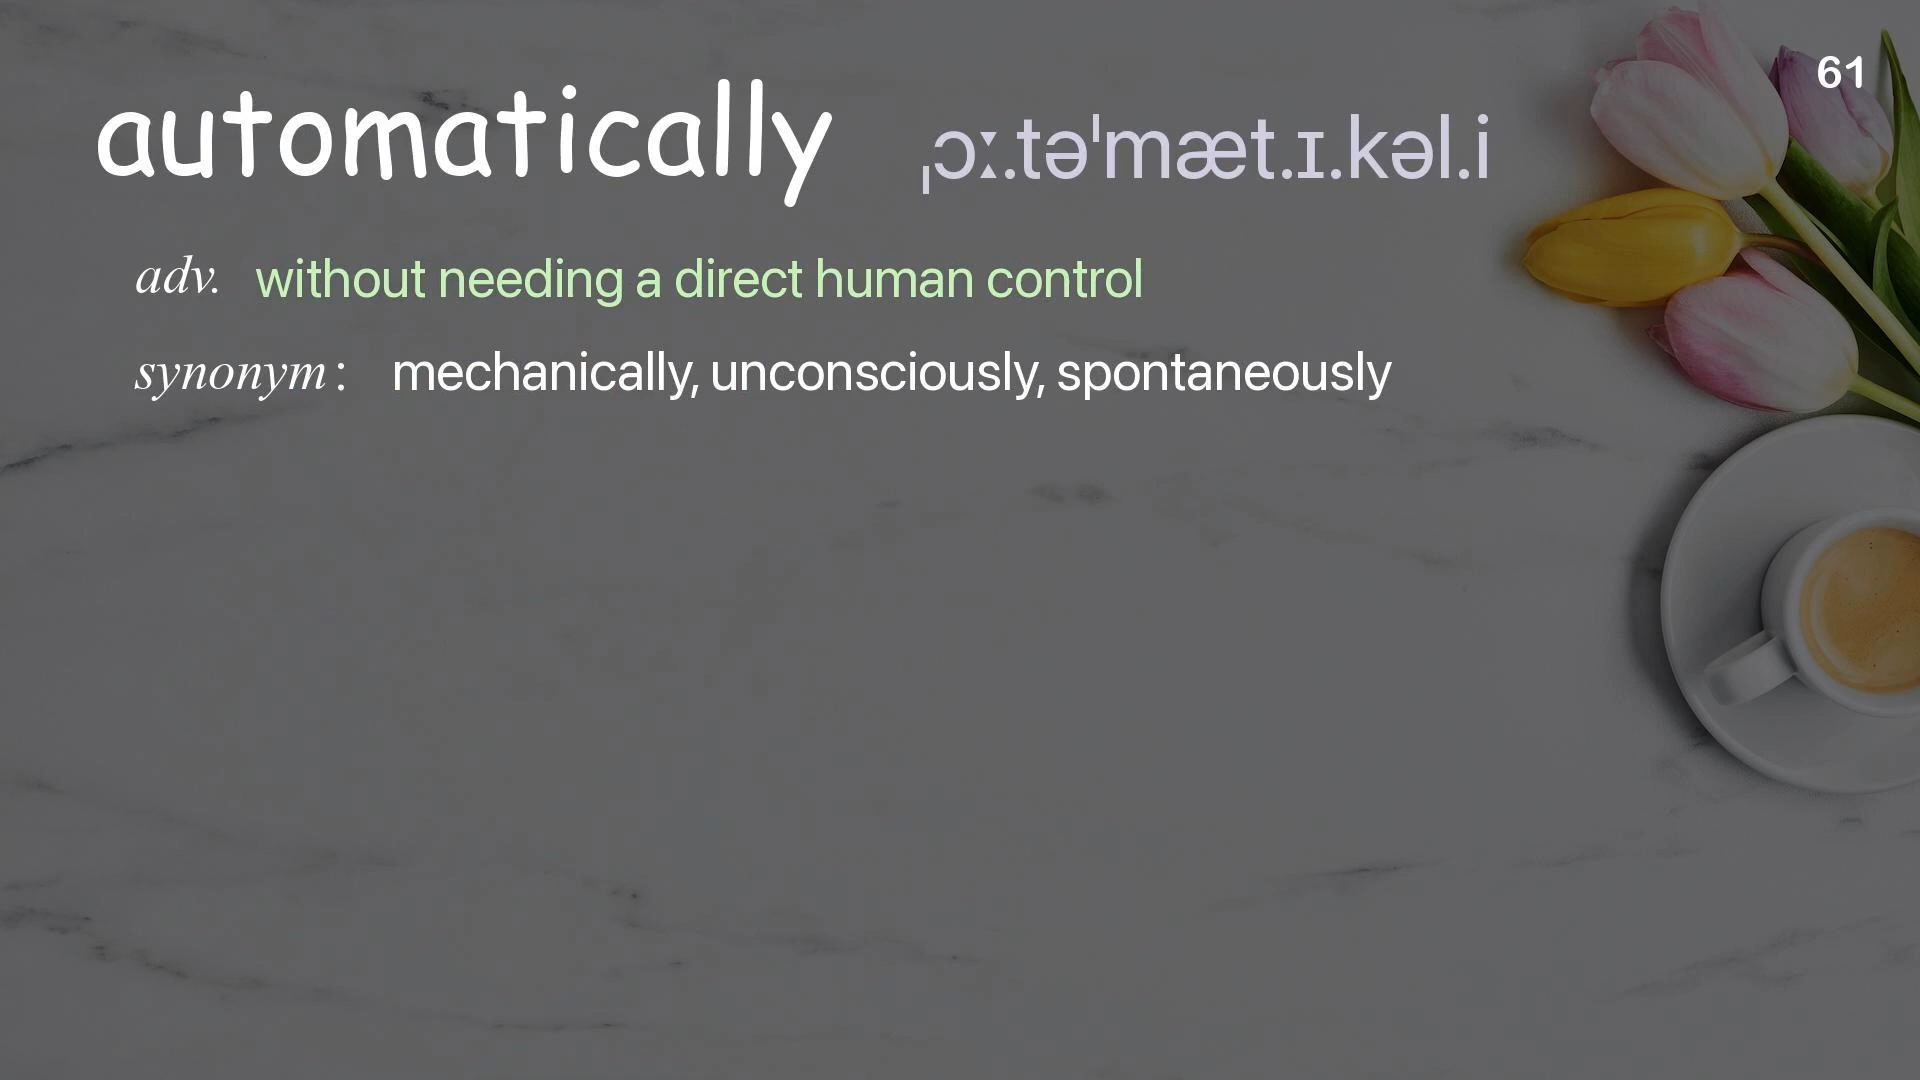 61
automatically ˌɔː.təˈmæt.ɪ.kəl.i
adv. without needing a direct human control
synonym : mechanically, unconsciously, spontaneously